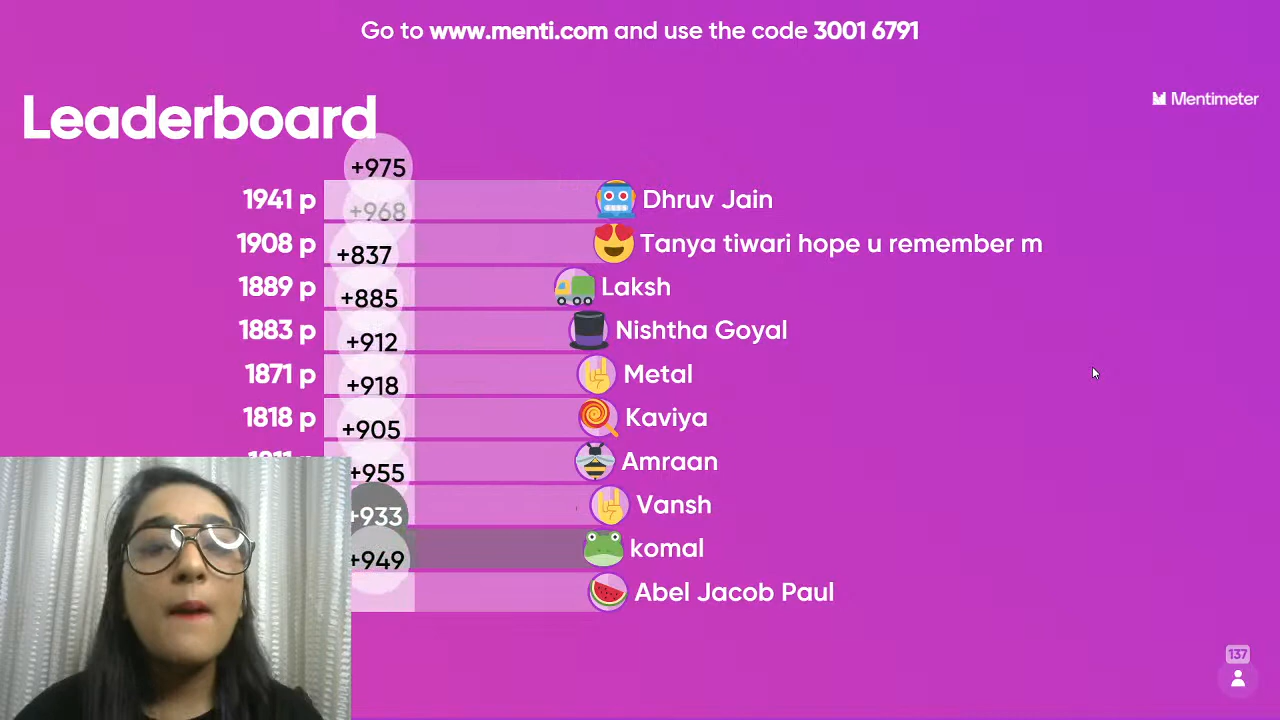 Go to www.menti.com and use the code 3001 6791
Mentimeter
Leaderboard
+975
1941 p +968 Dhruv Jain
1908 p +837 Tanya tiwari hope u remember m
1889 p +885 Laksh
1883 p +912 Nishtha Goyal
1871 p +918 Metal
1818 p +905 Kaviya
+955 Amraan
+933 Vansh
+949 komal
Abel Jacob Paul
137